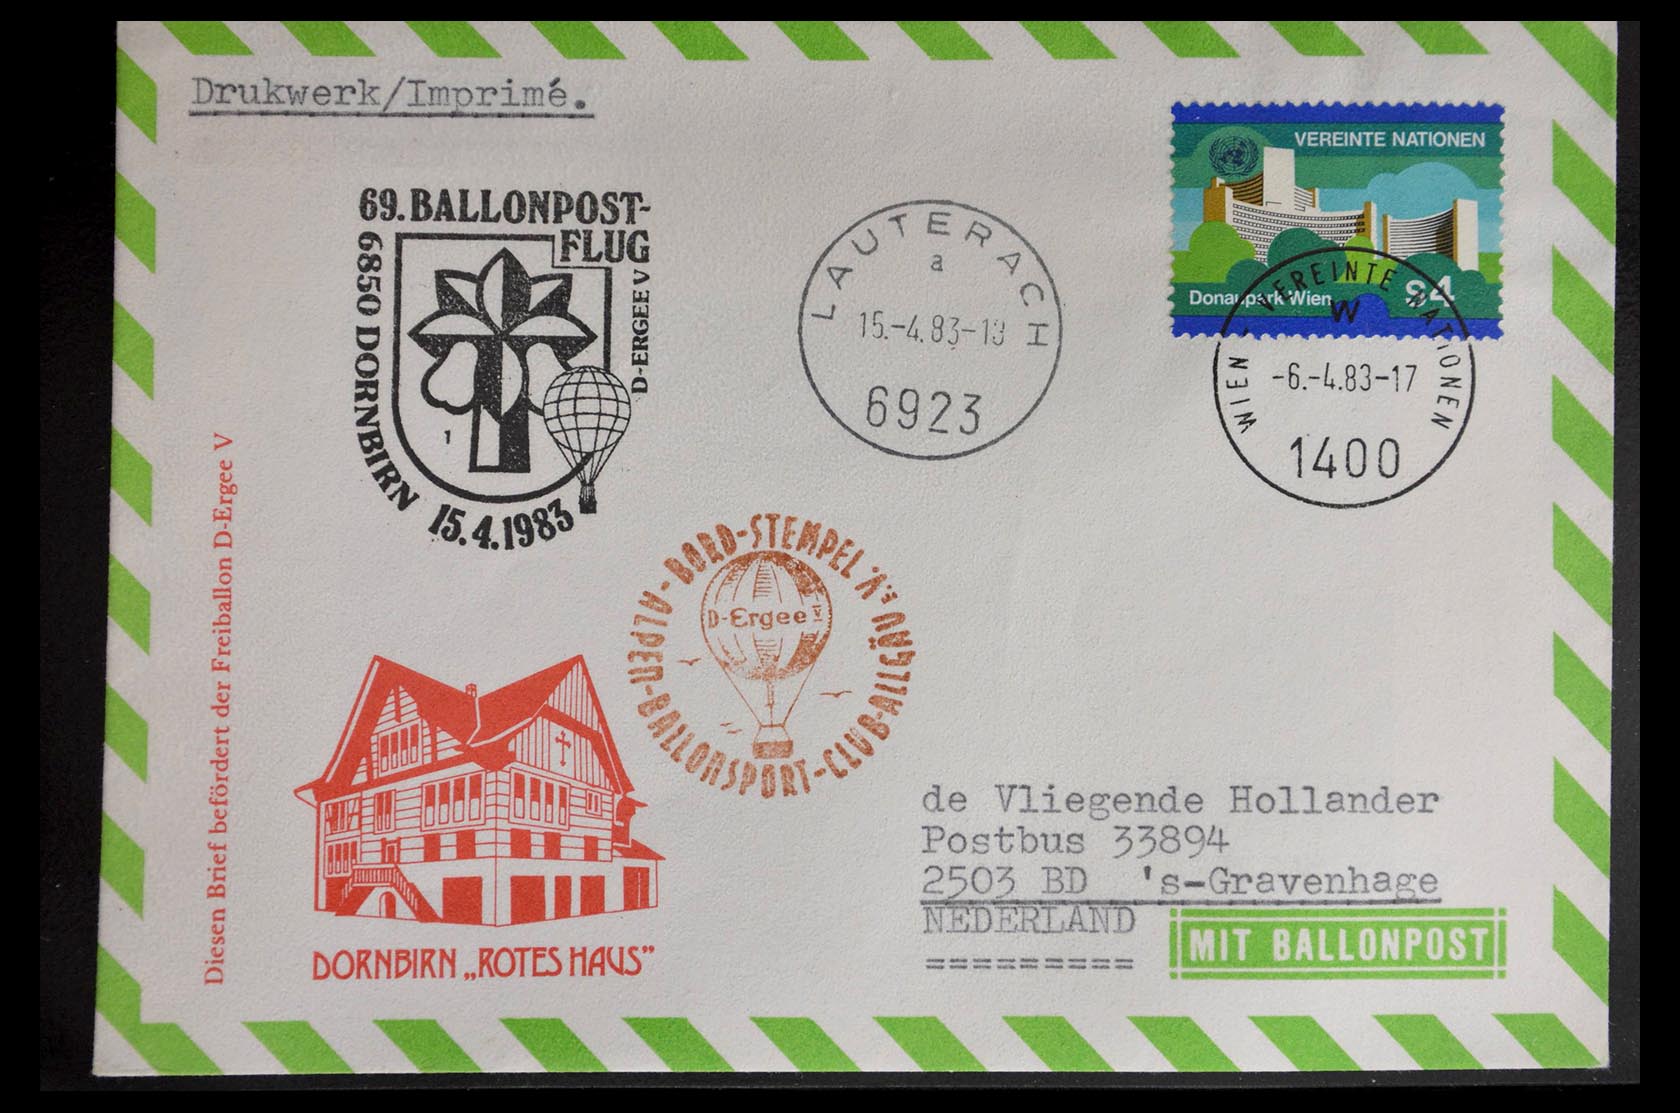 Drukwerk/Imprimé.
VEREINTE NATIONEN
Donaupark Wien S4
69. BALLONPOST-
FLUG
D-ERGEE V
6850 DORNBIRN 15.4.1983
1
LAUTERACH
a
15.-4.83-18
6923
WIEN - VEREINTE NATIONEN
W
-6.-4.83-17
1400
Diesen Brief befördert der Freiballon D-Ergee V
ALPEN-BALLONSPORT-CLUB-ALLGÄU E.V.
BORD-STEMPEL
D-Ergee V
DORNBIRN „ROTES HAUS”
de Vliegende Hollander
Postbus 33894
2503 BD 's-Gravenhage
NEDERLAND
=========
MIT BALLONPOST